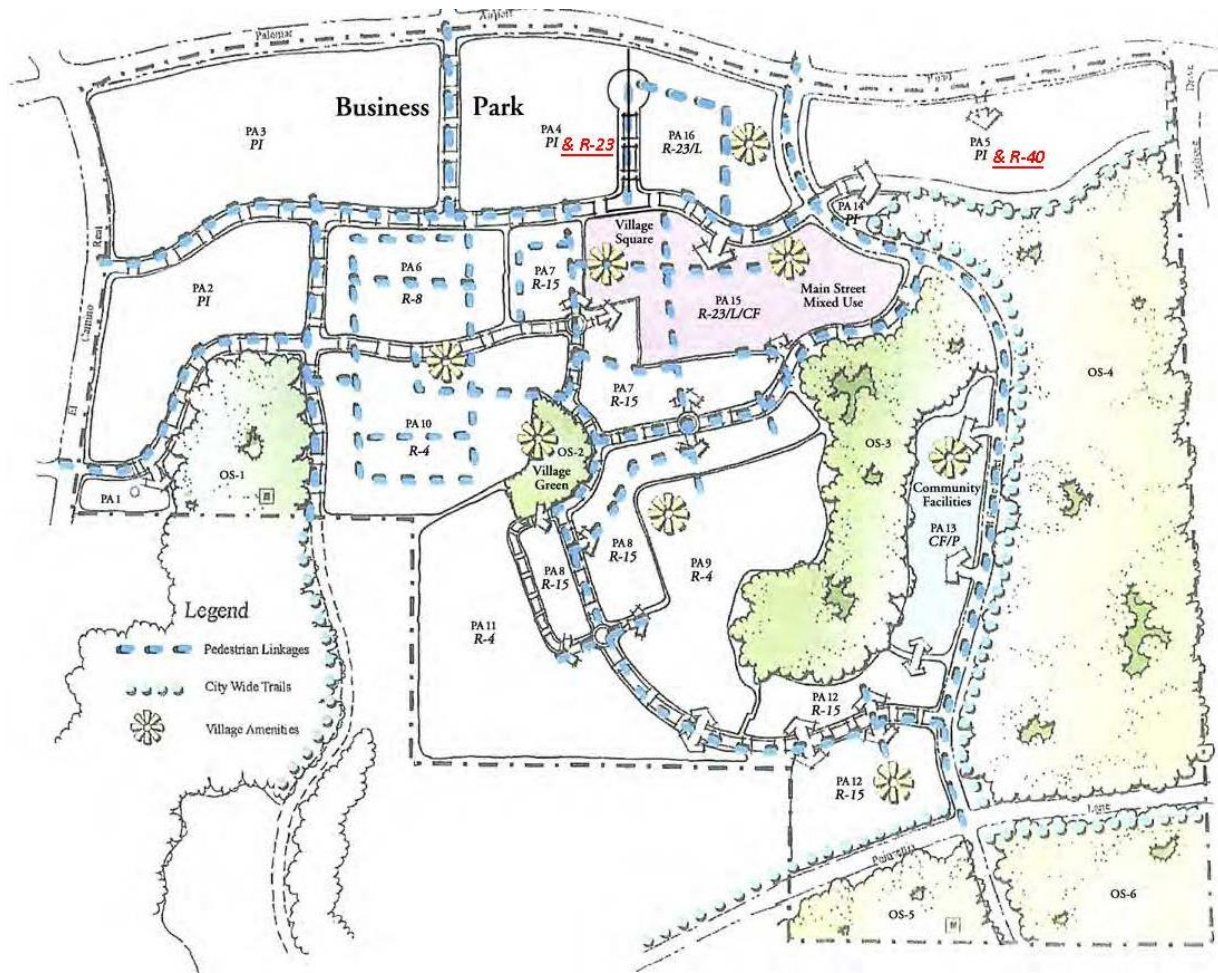 Palomar
Airport
Road
Business Park
PA 3
PI
PA 4
PI & R-23
PA 16
R-23/L
PA 5
PI & R-40
Melrose
Drive
PA 14
PI
Village
Square
PA 6
R-8
PA 7
R-15
PA 2
PI
Main Street
Mixed Use
PA 15
R-23/L/CF
El
Camino
Real
PA 7
R-15
OS-4
PA 10
R-4
OS-2
Village
Green
OS-3
OS-1
PA 1
Community
Facilities
PA 13
CF/P
PA 8
R-15
PA 8
R-15
PA 9
R-4
PA 11
R-4
Legend
Pedestrian Linkages
City Wide Trails
Village Amenities
PA 12
R-15
PA 12
R-15
Poinsettia
Lane
OS-5
OS-6